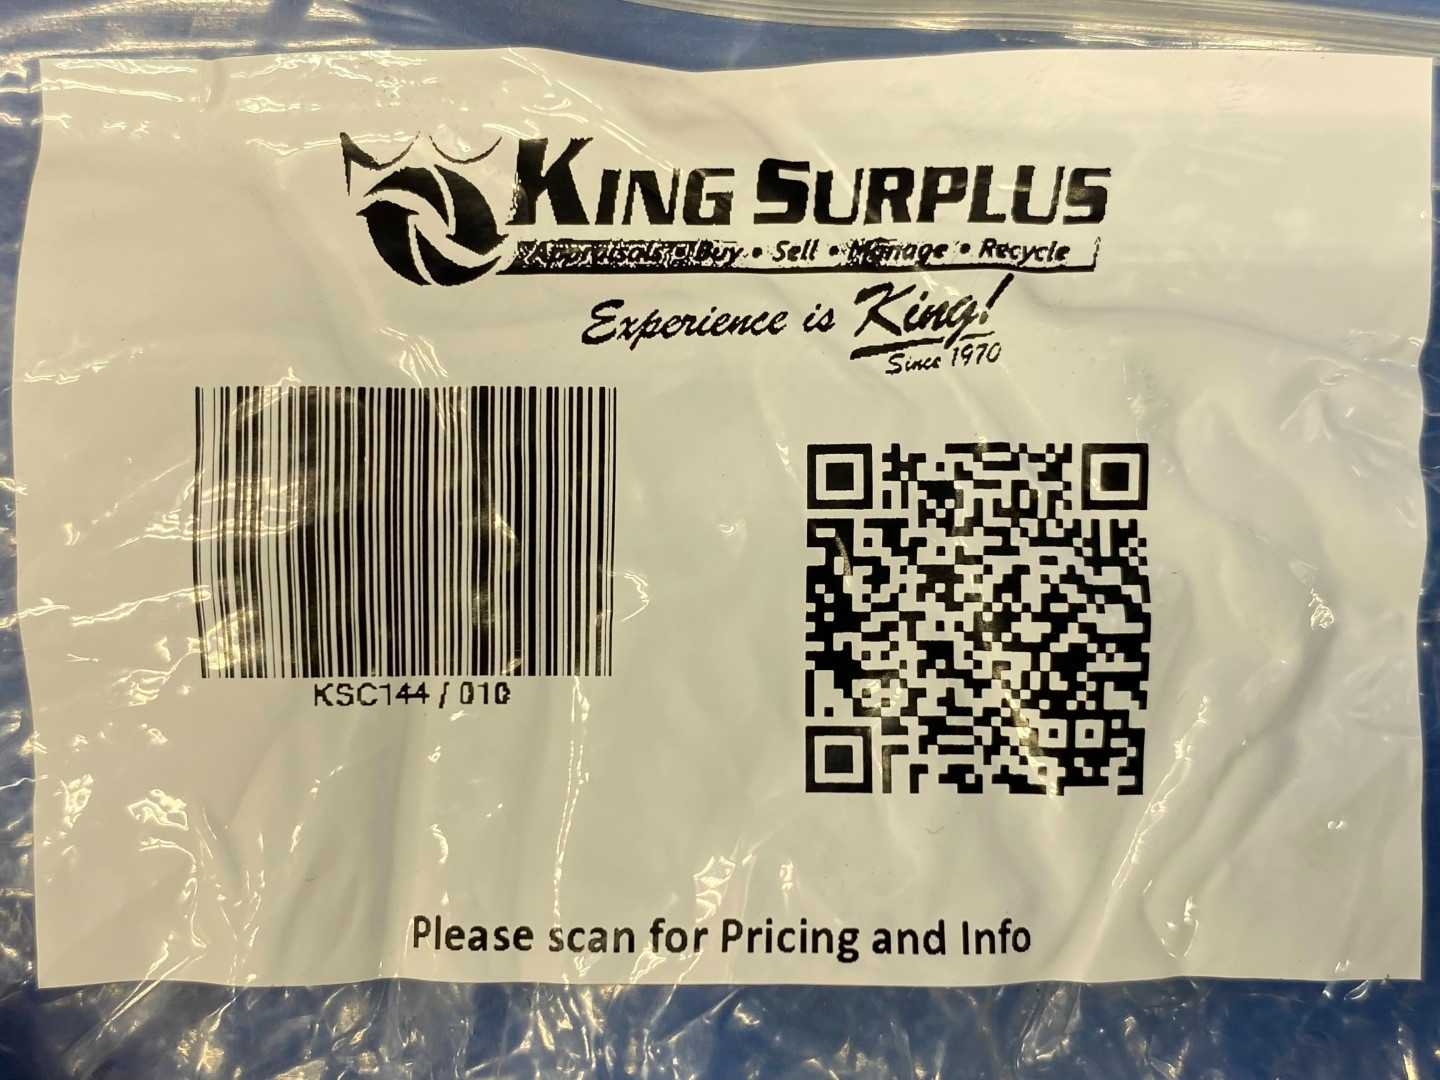 KING SURPLUS
Appraisals • Buy • Sell • Manage • Recycle
Experience is King!
Since 1970
KSC144 / 010
Please scan for Pricing and Info